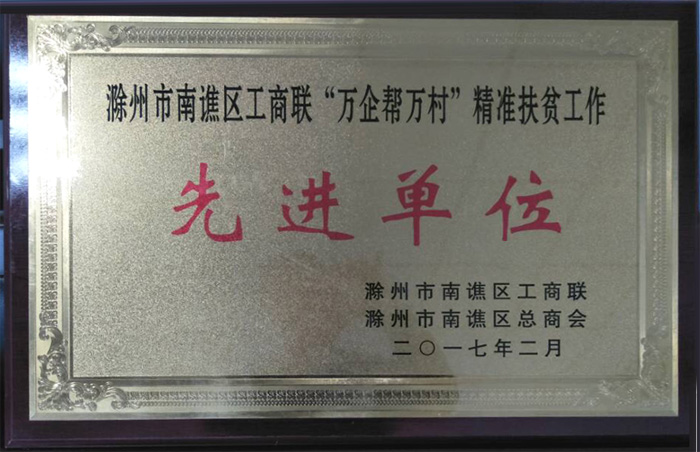 滁州市南谯区工商联“万企帮万村”精准扶贫工作
先进单位
滁州市南谯区工商联
滁州市南谯区总商会
二〇一七年二月